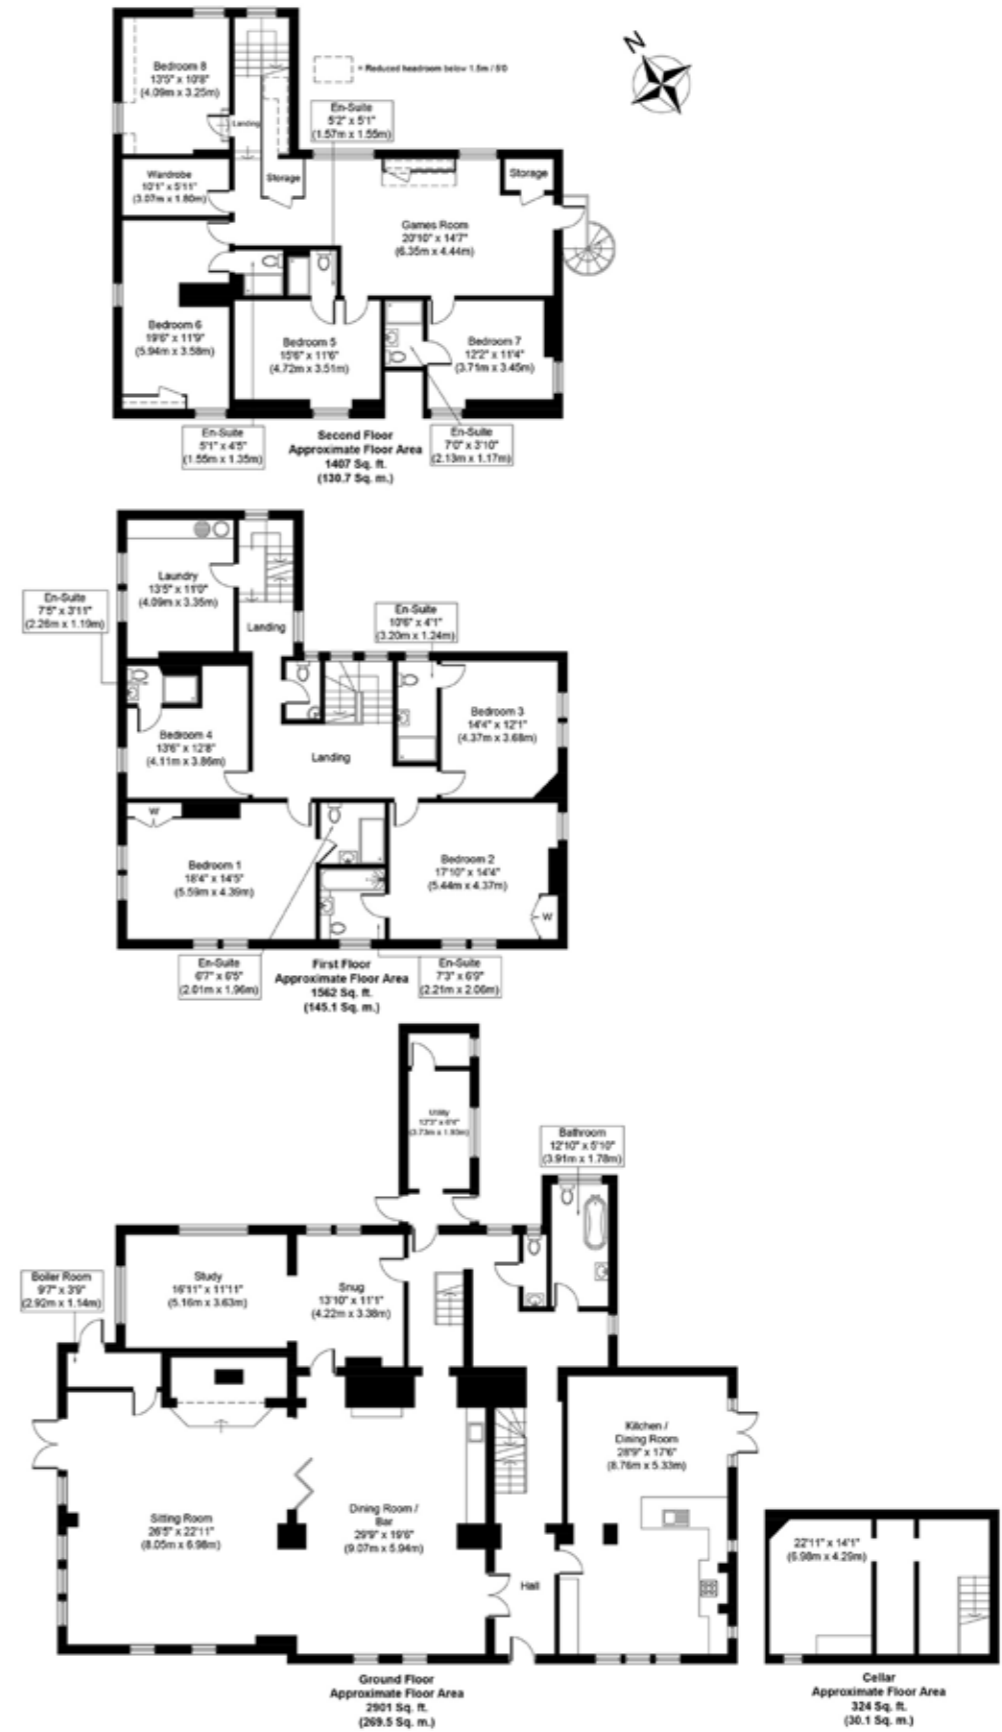 N
Bedroom 8
13'5" x 10'8"
(4.09m x 3.25m)
= Reduced headroom below 1.5m / 5'0
En-Suite
5'2" x 5'1"
(1.57m x 1.55m)
Landing
Wardrobe
10'1" x 5'11"
(3.07m x 1.80m)
Storage
Storage
Games Room
20'10" x 14'7"
(6.35m x 4.44m)
Bedroom 6
19'6" x 11'9"
(5.94m x 3.58m)
Bedroom 5
15'6" x 11'6"
(4.72m x 3.51m)
Bedroom 7
12'2" x 11'4"
(3.71m x 3.45m)
En-Suite
5'1" x 4'5"
(1.55m x 1.35m)
Second Floor
Approximate Floor Area
1407 Sq. ft.
(130.7 Sq. m.)
En-Suite
7'0" x 3'10"
(2.13m x 1.17m)
Laundry
13'5" x 11'0"
(4.09m x 3.35m)
En-Suite
7'5" x 3'11"
(2.26m x 1.19m)
Landing
En-Suite
10'6" x 4'1"
(3.20m x 1.24m)
Bedroom 3
14'4" x 12'1"
(4.37m x 3.68m)
Bedroom 4
13'6" x 12'8"
(4.11m x 3.86m)
Landing
W
Bedroom 1
18'4" x 14'5"
(5.59m x 4.39m)
Bedroom 2
17'10" x 14'4"
(5.44m x 4.37m)
W
En-Suite
6'7" x 6'5"
(2.01m x 1.96m)
First Floor
Approximate Floor Area
1562 Sq. ft.
(145.1 Sq. m.)
En-Suite
7'3" x 6'9"
(2.21m x 2.06m)
Utility
12'3" x 6'4"
(3.73m x 1.93m)
Bathroom
12'10" x 5'10"
(3.91m x 1.78m)
Boiler Room
9'7" x 3'9"
(2.92m x 1.14m)
Study
16'11" x 11'11"
(5.16m x 3.63m)
Snug
13'10" x 11'1"
(4.22m x 3.38m)
Kitchen /
Dining Room
28'9" x 17'6"
(8.76m x 5.33m)
Sitting Room
26'5" x 22'11"
(8.05m x 6.98m)
Dining Room /
Bar
29'9" x 19'6"
(9.07m x 5.94m)
Hall
22'11" x 14'1"
(6.98m x 4.29m)
Ground Floor
Approximate Floor Area
2901 Sq. ft.
(269.5 Sq. m.)
Cellar
Approximate Floor Area
324 Sq. ft.
(30.1 Sq. m.)